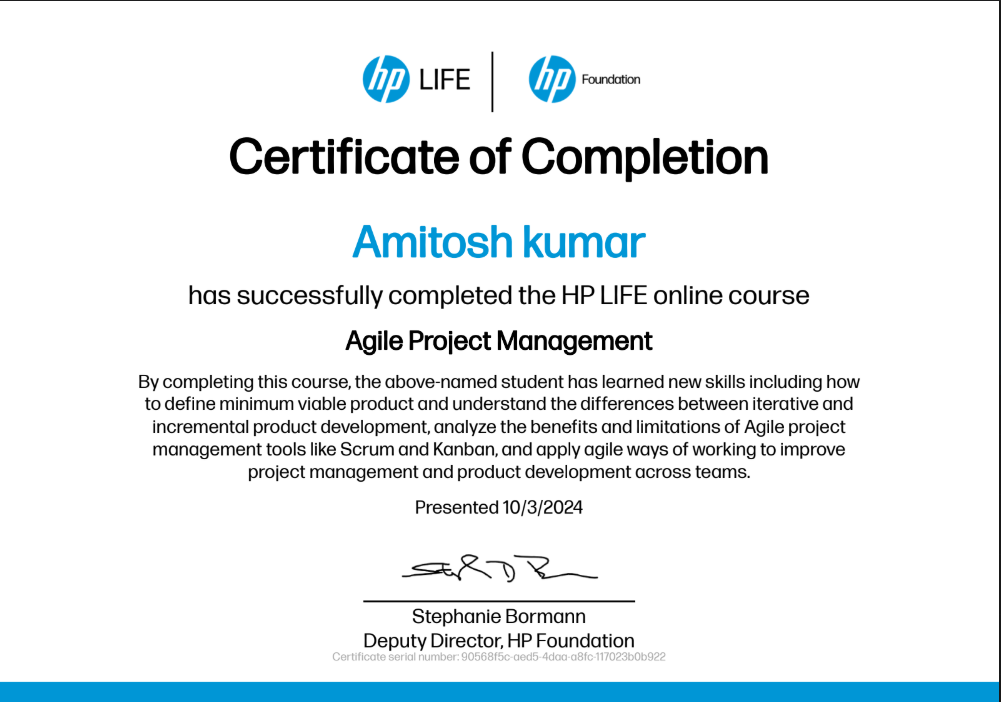 hp LIFE | hp Foundation
Certificate of Completion
Amitosh kumar
has successfully completed the HP LIFE online course
Agile Project Management
By completing this course, the above-named student has learned new skills including how
to define minimum viable product and understand the differences between iterative and
incremental product development, analyze the benefits and limitations of Agile project
management tools like Scrum and Kanban, and apply agile ways of working to improve
project management and product development across teams.
Presented 10/3/2024
Stephanie Bormann
Deputy Director, HP Foundation
Certificate serial number: 90568f5c-aed5-4daa-a8fc-117023b0b922